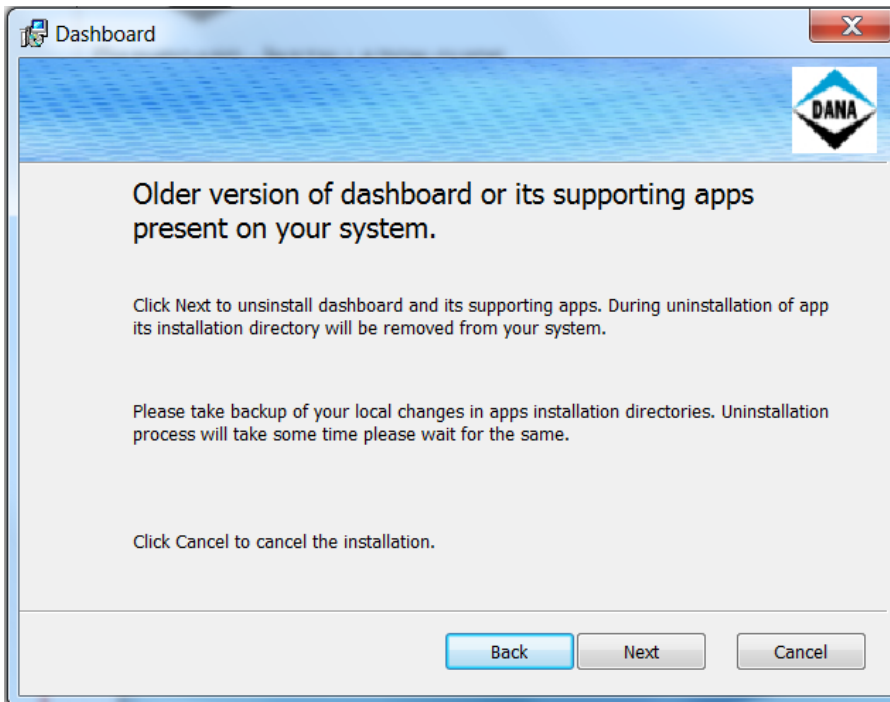 Dashboard
DANA
Older version of dashboard or its supporting apps
present on your system.
Click Next to unsinstall dashboard and its supporting apps. During uninstallation of app
its installation directory will be removed from your system.
Please take backup of your local changes in apps installation directories. Uninstallation
process will take some time please wait for the same.
Click Cancel to cancel the installation.
Back
Next
Cancel